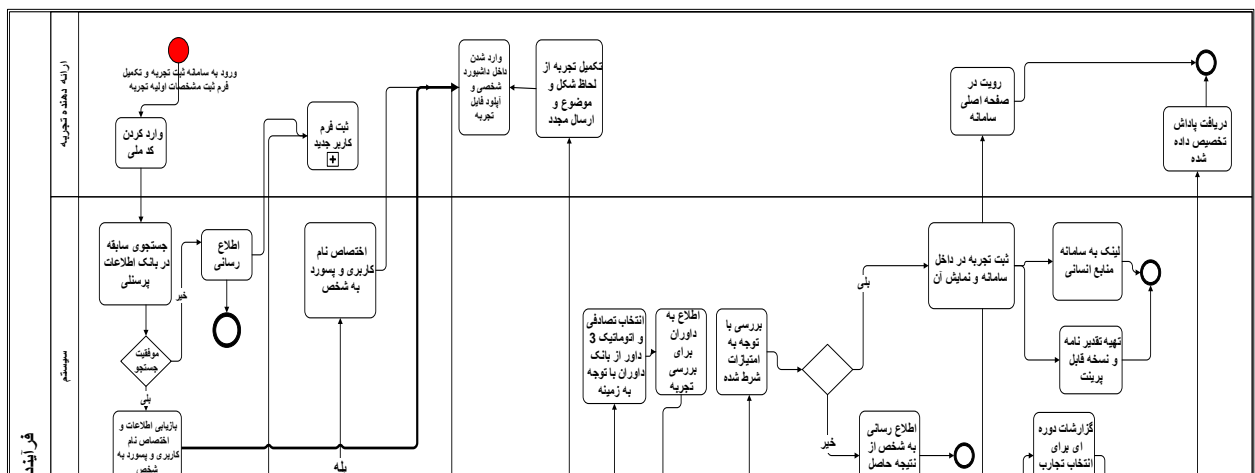 ارائه دهنده تجربه
ورود به سامانه ثبت تجربه و تکمیل
فرم ثبت مشخصات اولیه تجربه
وارد کردن
کد ملی
ثبت فرم
کاربر جدید
وارد شدن
داخل داشبورد
شخصی و
آپلود فایل
تجربه
تکمیل تجربه از
لحاظ شکل و
موضوع و
ارسال مجدد
رویت در
صفحه اصلی
سامانه
دریافت پاداش
تخصیص داده
شده
فرآیند
سیستم
جستجوی سابقه
در بانک اطلاعات
پرسنلی
موفقیت
جستجو
خیر
بلی
اطلاع
رسانی
بازیابی اطلاعات و
اختصاص نام
کاربری و پسورد به
شخص
اختصاص نام
کاربری و پسورد
به شخص
بله
انتخاب تصادفی
و اتوماتیک 3
داور از بانک
داوران با توجه
به زمینه
اطلاع به
داوران
برای
بررسی
تجربه
بررسی با
توجه به
امتیازات
شرط شده
بلی
خیر
اطلاع رسانی
به شخص از
نتیجه حاصل
ثبت تجربه در داخل
سامانه و نمایش آن
لینک به سامانه
منابع انسانی
تهیه تقدیر نامه
و نسخه قابل
پرینت
گزارشات دوره
ای برای
انتخاب تجارب